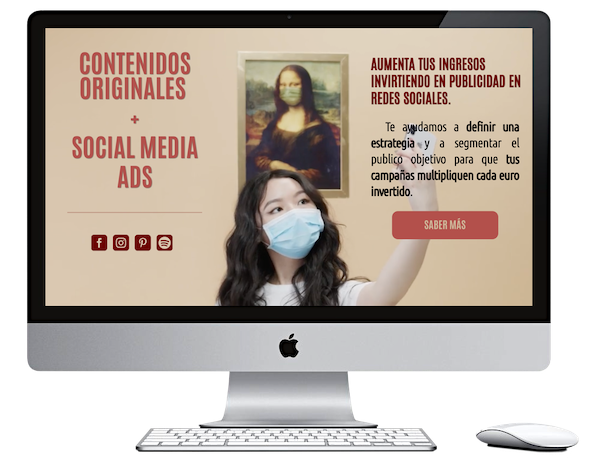 CONTENIDOS
ORIGINALES
+
SOCIAL MEDIA
ADS
AUMENTA TUS INGRESOS
INVIRTIENDO EN PUBLICIDAD EN
REDES SOCIALES.
Te ayudamos a definir una
estrategia y a segmentar el
publico objetivo para que tus
campañas multipliquen cada euro
invertido.
SABER MÁS